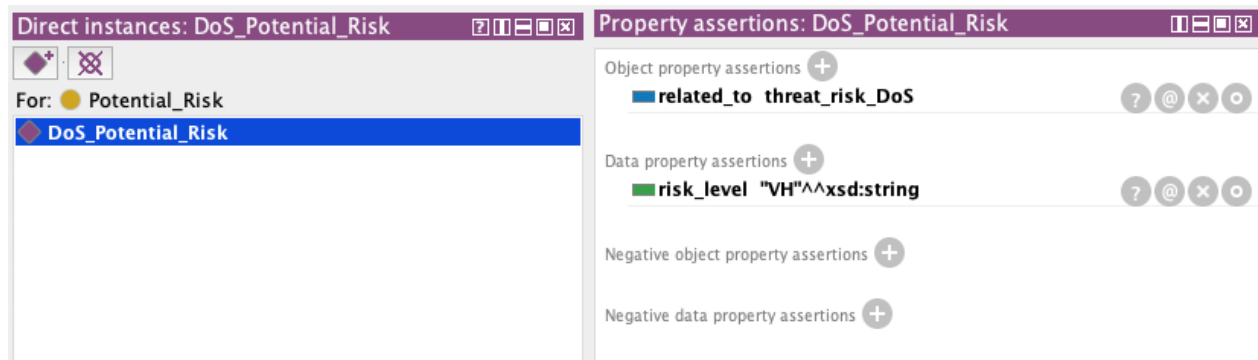 Direct instances: DoS_Potential_Risk
For: Potential_Risk
DoS_Potential_Risk
Property assertions: DoS_Potential_Risk
Object property assertions
related_to threat_risk_DoS
Data property assertions
risk_level "VH"^^xsd:string
Negative object property assertions
Negative data property assertions